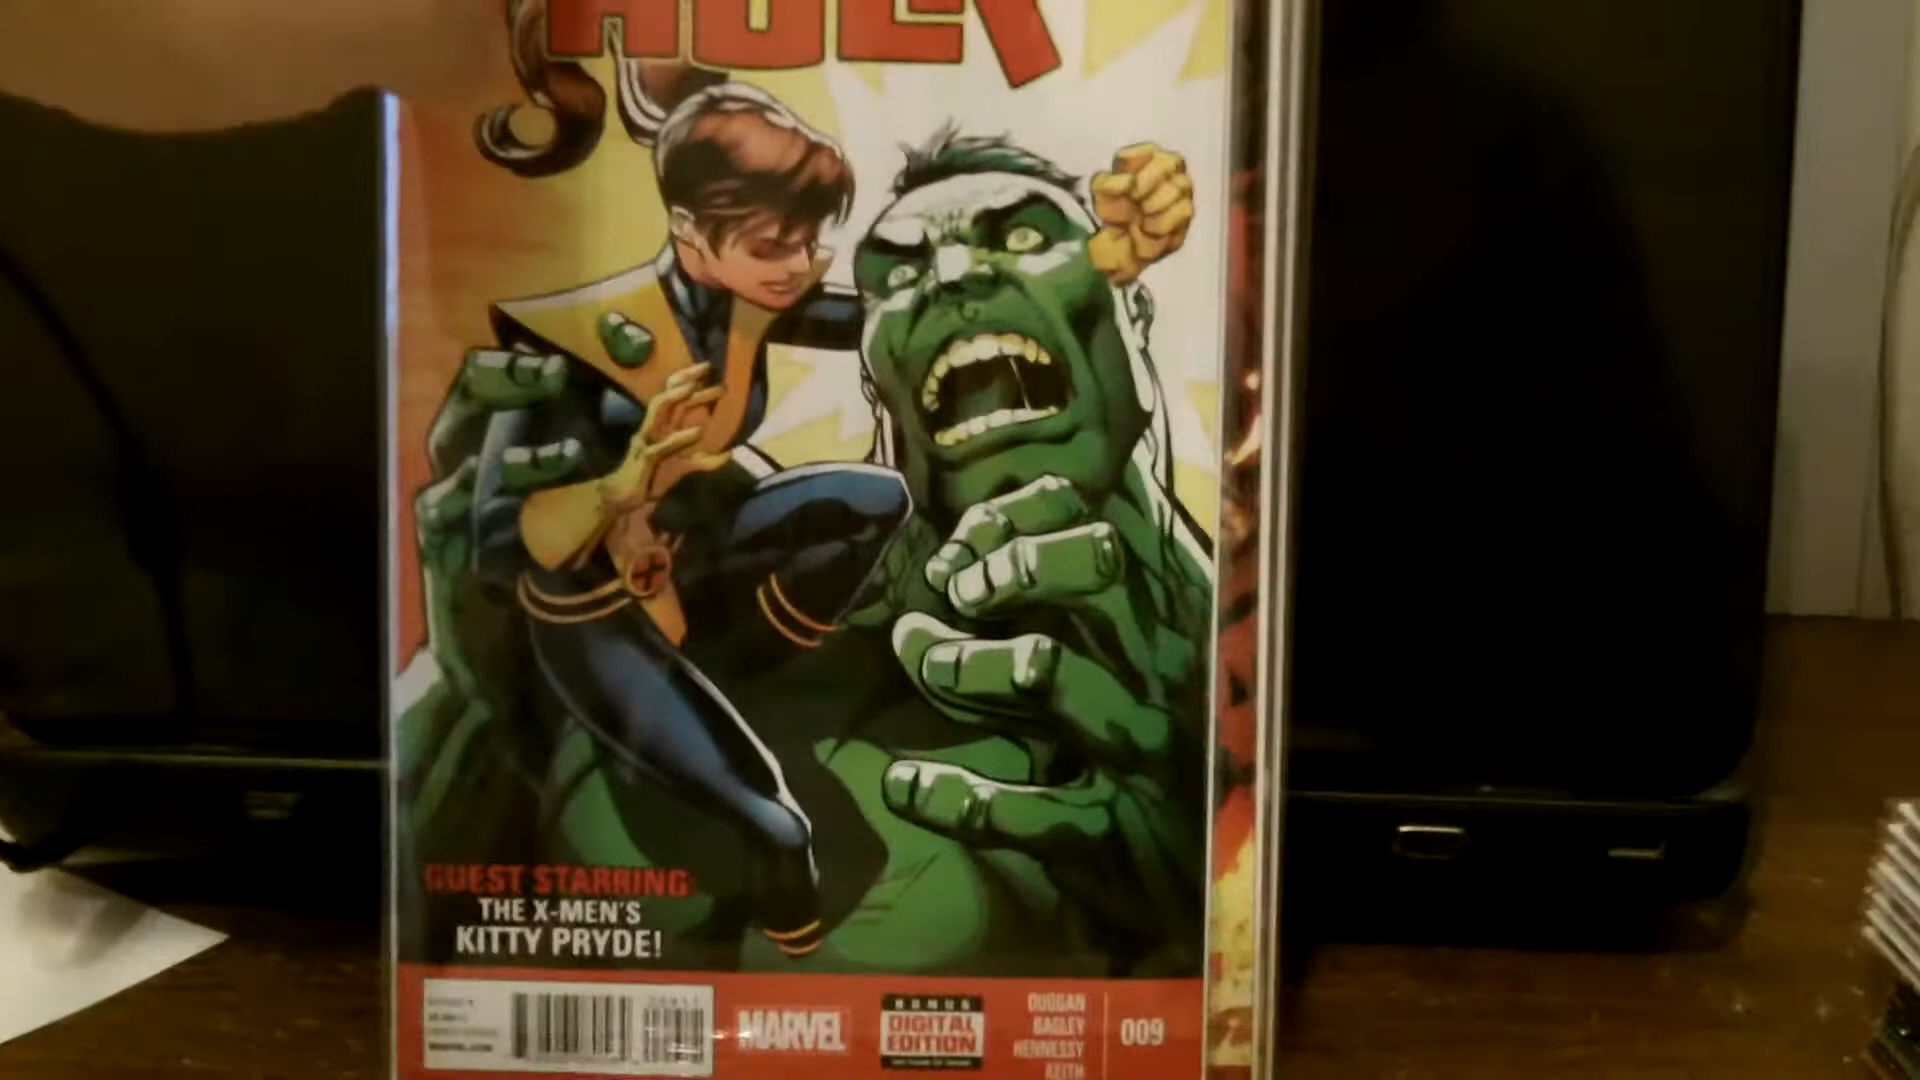 HULK
GUEST STARRING
THE X-MEN'S
KITTY PRYDE!
MARVEL
BONUS
DIGITAL
EDITION
DUGGAN
BAGLEY
HENNESSY
KEITH
009